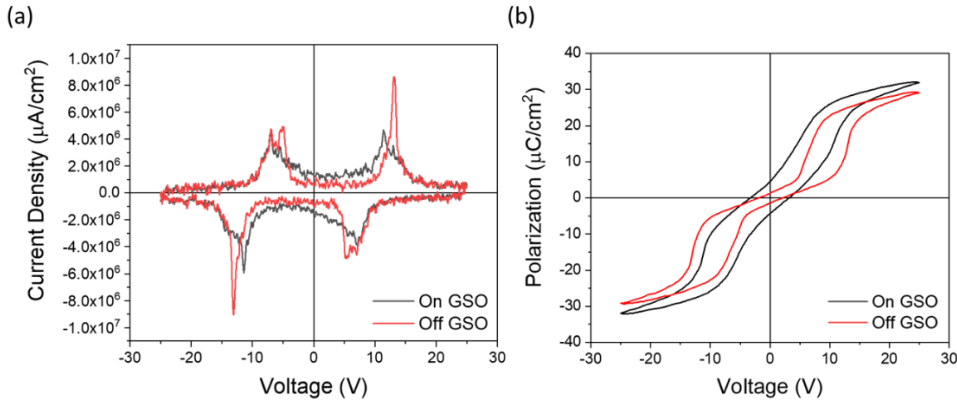 (a)
Current Density (μA/cm²)
1.0x10⁷
8.0x10⁶
6.0x10⁶
4.0x10⁶
2.0x10⁶
0.0
2.0x10⁶
4.0x10⁶
6.0x10⁶
8.0x10⁶
-1.0x10⁷
-30 -20 -10 0 10 20 30
Voltage (V)
On GSO
Off GSO
(b)
Polarization (μC/cm²)
40
30
20
10
0
-10
-20
-30
-40
-30 -20 -10 0 10 20 30
Voltage (V)
On GSO
Off GSO